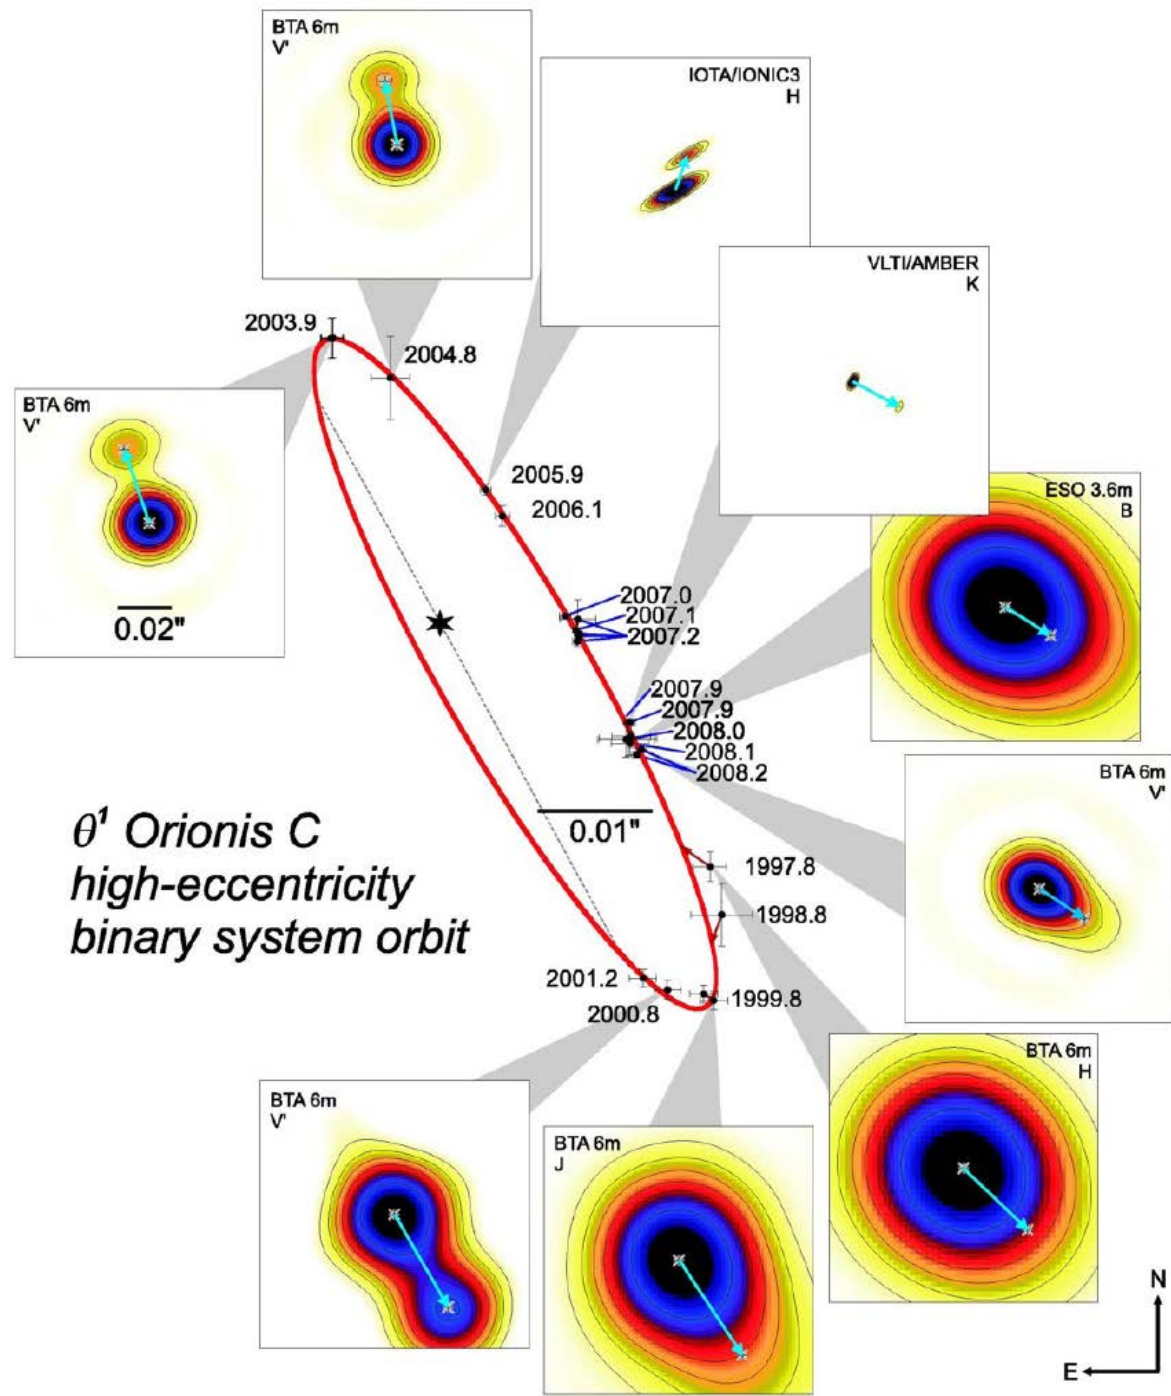 BTA 6m
V'
IOTA/IONIC3
H
VLTI/AMBER
K
2003.9
2004.8
BTA 6m
V'
0.02"
2005.9
2006.1
ESO 3.6m
B
2007.0
2007.1
2007.2
2007.9
2007.9
2008.0
2008.1
2008.2
BTA 6m
V'
0.01"
θ¹ Orionis C
high-eccentricity
binary system orbit
1997.8
1998.8
2001.2
2000.8
1999.8
BTA 6m
H
BTA 6m
V'
BTA 6m
J
N
E